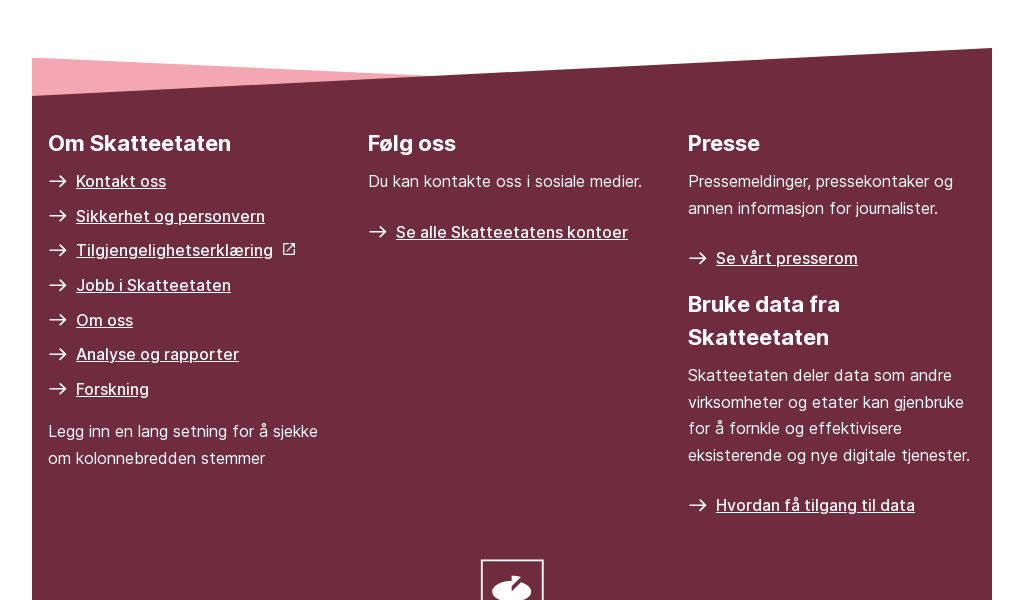 Om Skatteetaten
Kontakt oss
Sikkerhet og personvern
Tilgjengelighetserklæring
Jobb i Skatteetaten
Om oss
Analyse og rapporter
Forskning
Legg inn en lang setning for å sjekke
om kolonnebredden stemmer
Følg oss
Du kan kontakte oss i sosiale medier.
Se alle Skatteetatens kontoer
Presse
Pressemeldinger, pressekontaker og
annen informasjon for journalister.
Se vårt presserom
Bruke data fra
Skatteetaten
Skatteetaten deler data som andre
virksomheter og etater kan gjenbruke
for å fornkle og effektivisere
eksisterende og nye digitale tjenester.
Hvordan få tilgang til data